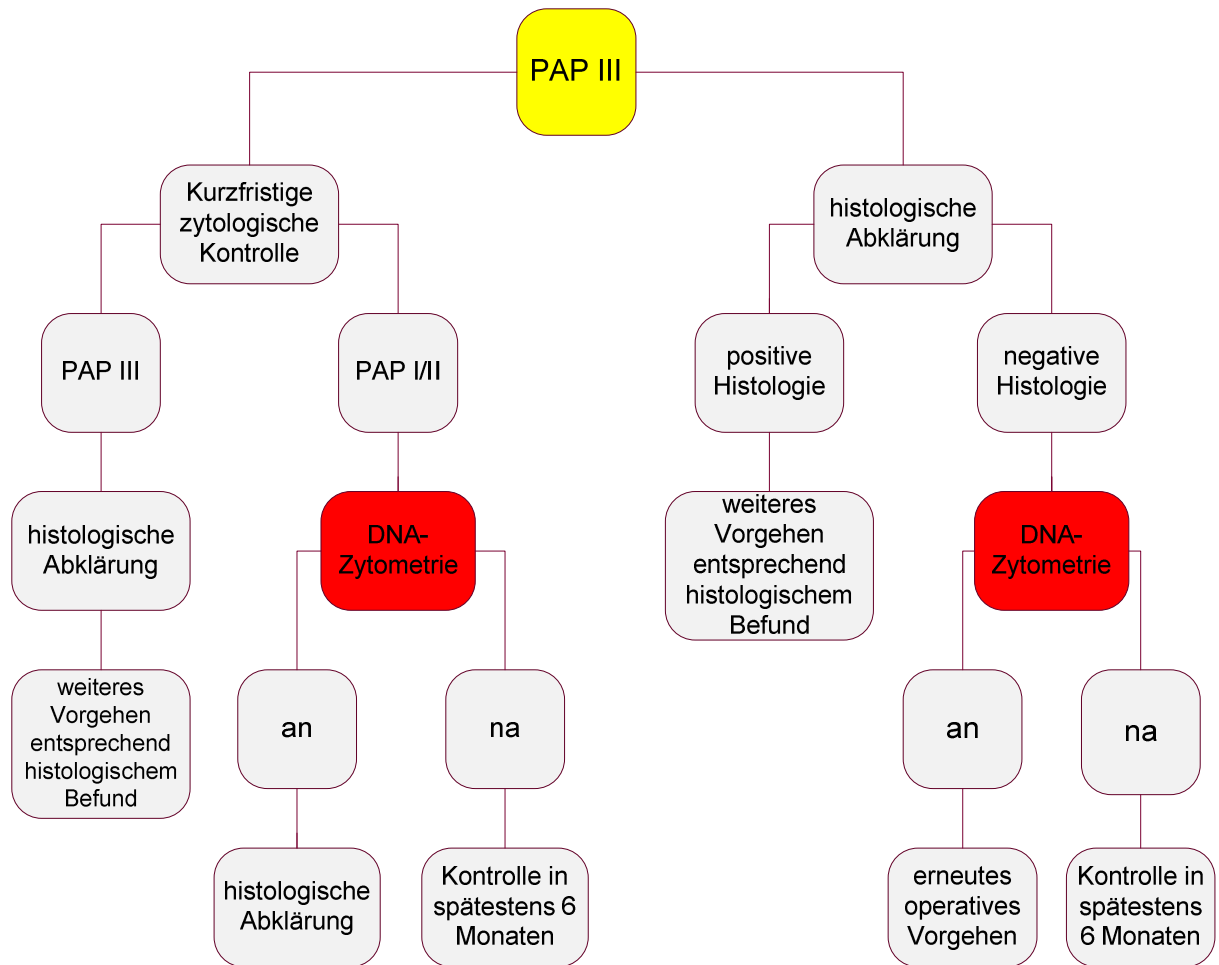 PAP III
Kurzfristige
zytologische
Kontrolle
histologische
Abklärung
PAP III
PAP I/II
positive
Histologie
negative
Histologie
histologische
Abklärung
DNA-
Zytometrie
weiteres
Vorgehen
entsprechend
histologischem
Befund
DNA-
Zytometrie
weiteres
Vorgehen
entsprechend
histologischem
Befund
an
na
an
na
histologische
Abklärung
Kontrolle in
spätestens 6
Monaten
erneutes
operatives
Vorgehen
Kontrolle in
spätestens
6 Monaten